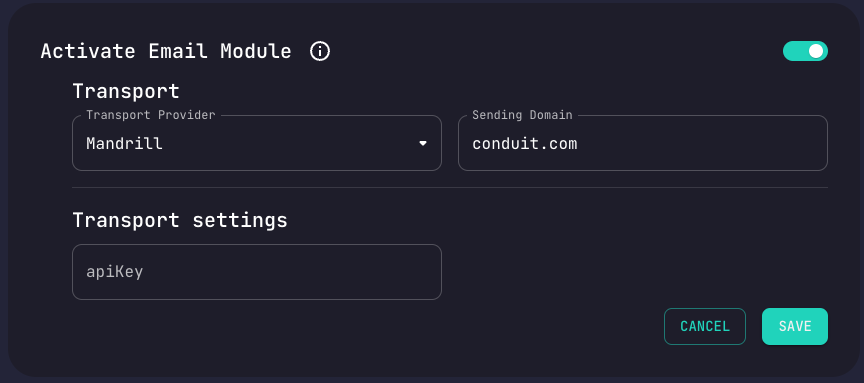 Activate Email Module
Transport
Transport Provider
Sending Domain
Mandrill
conduit.com
Transport settings
apiKey
CANCEL
SAVE